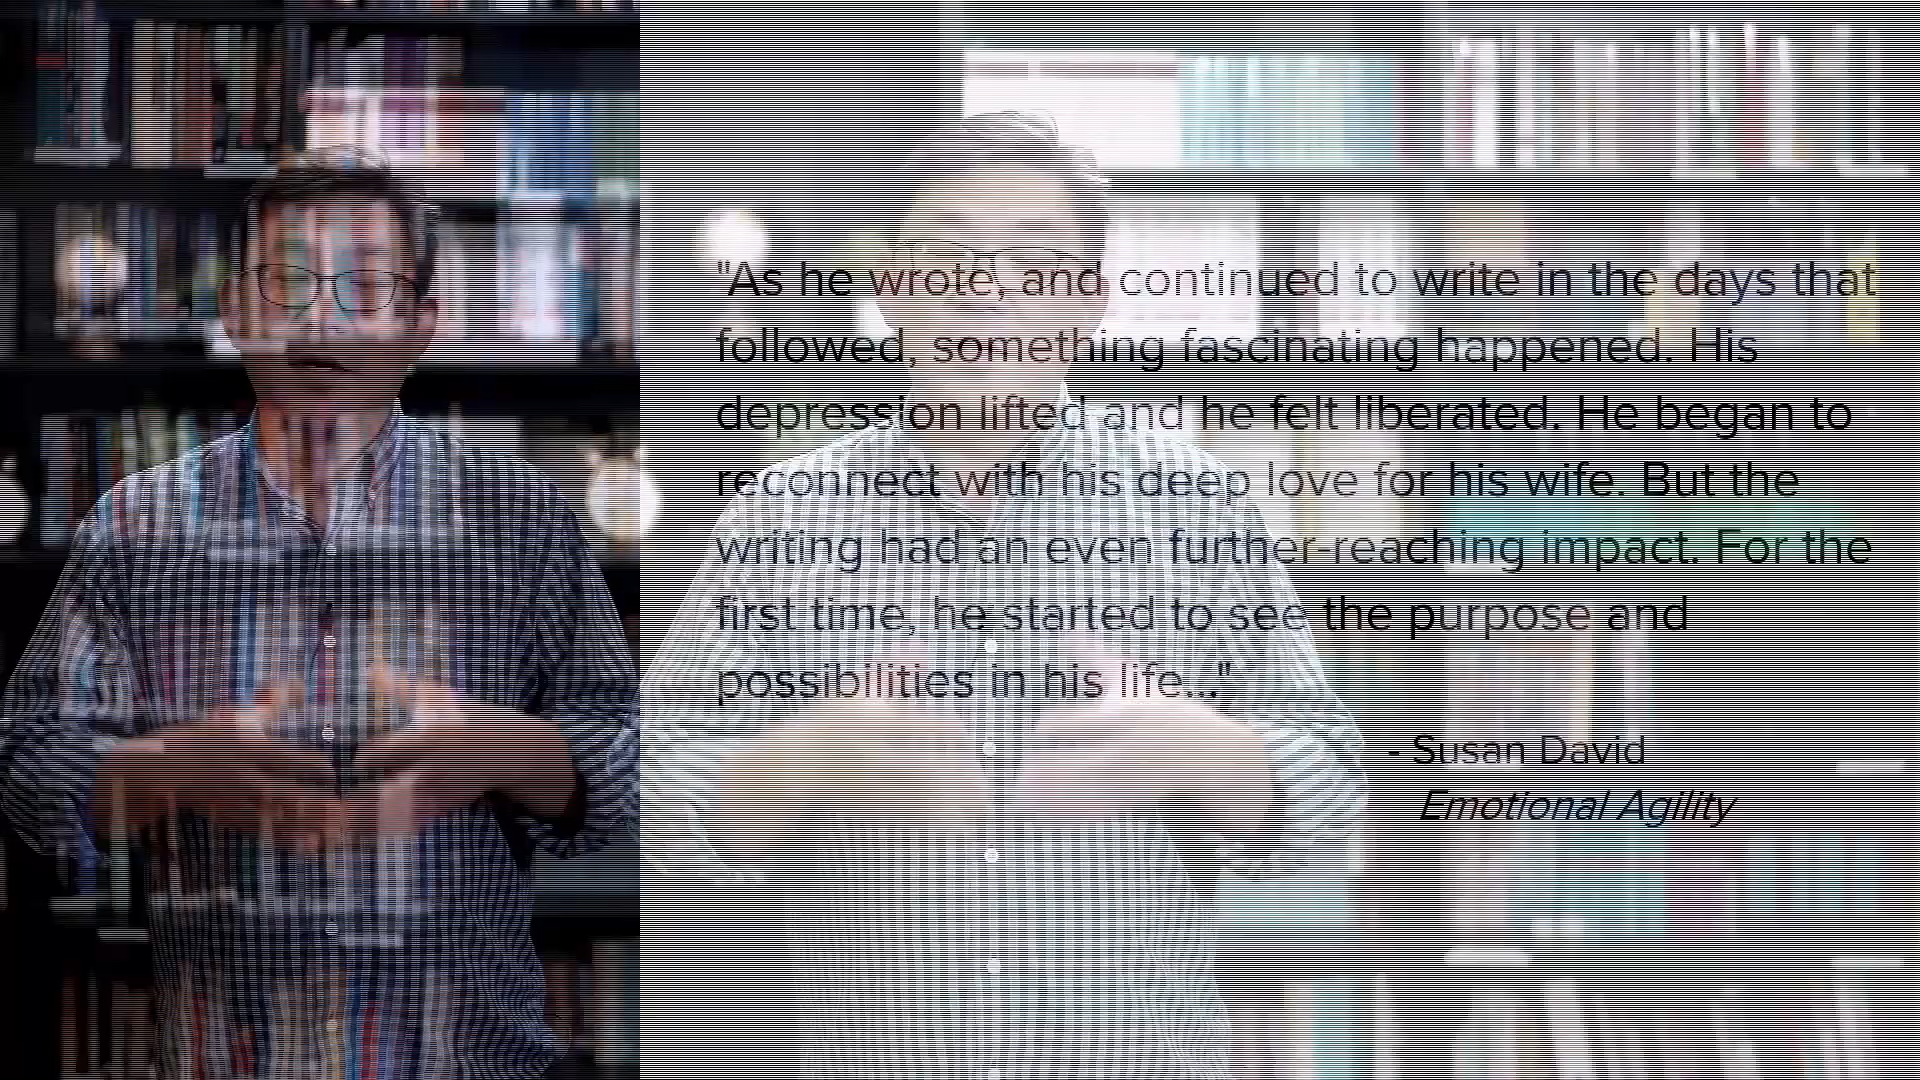 "As he wrote, and continued to write in the days that
followed, something fascinating happened. His
depression lifted and he felt liberated. He began to
reconnect with his deep love for his wife. But the
writing had an even further-reaching impact. For the
first time, he started to see the purpose and
possibilities in his life..."
- Susan David
Emotional Agility